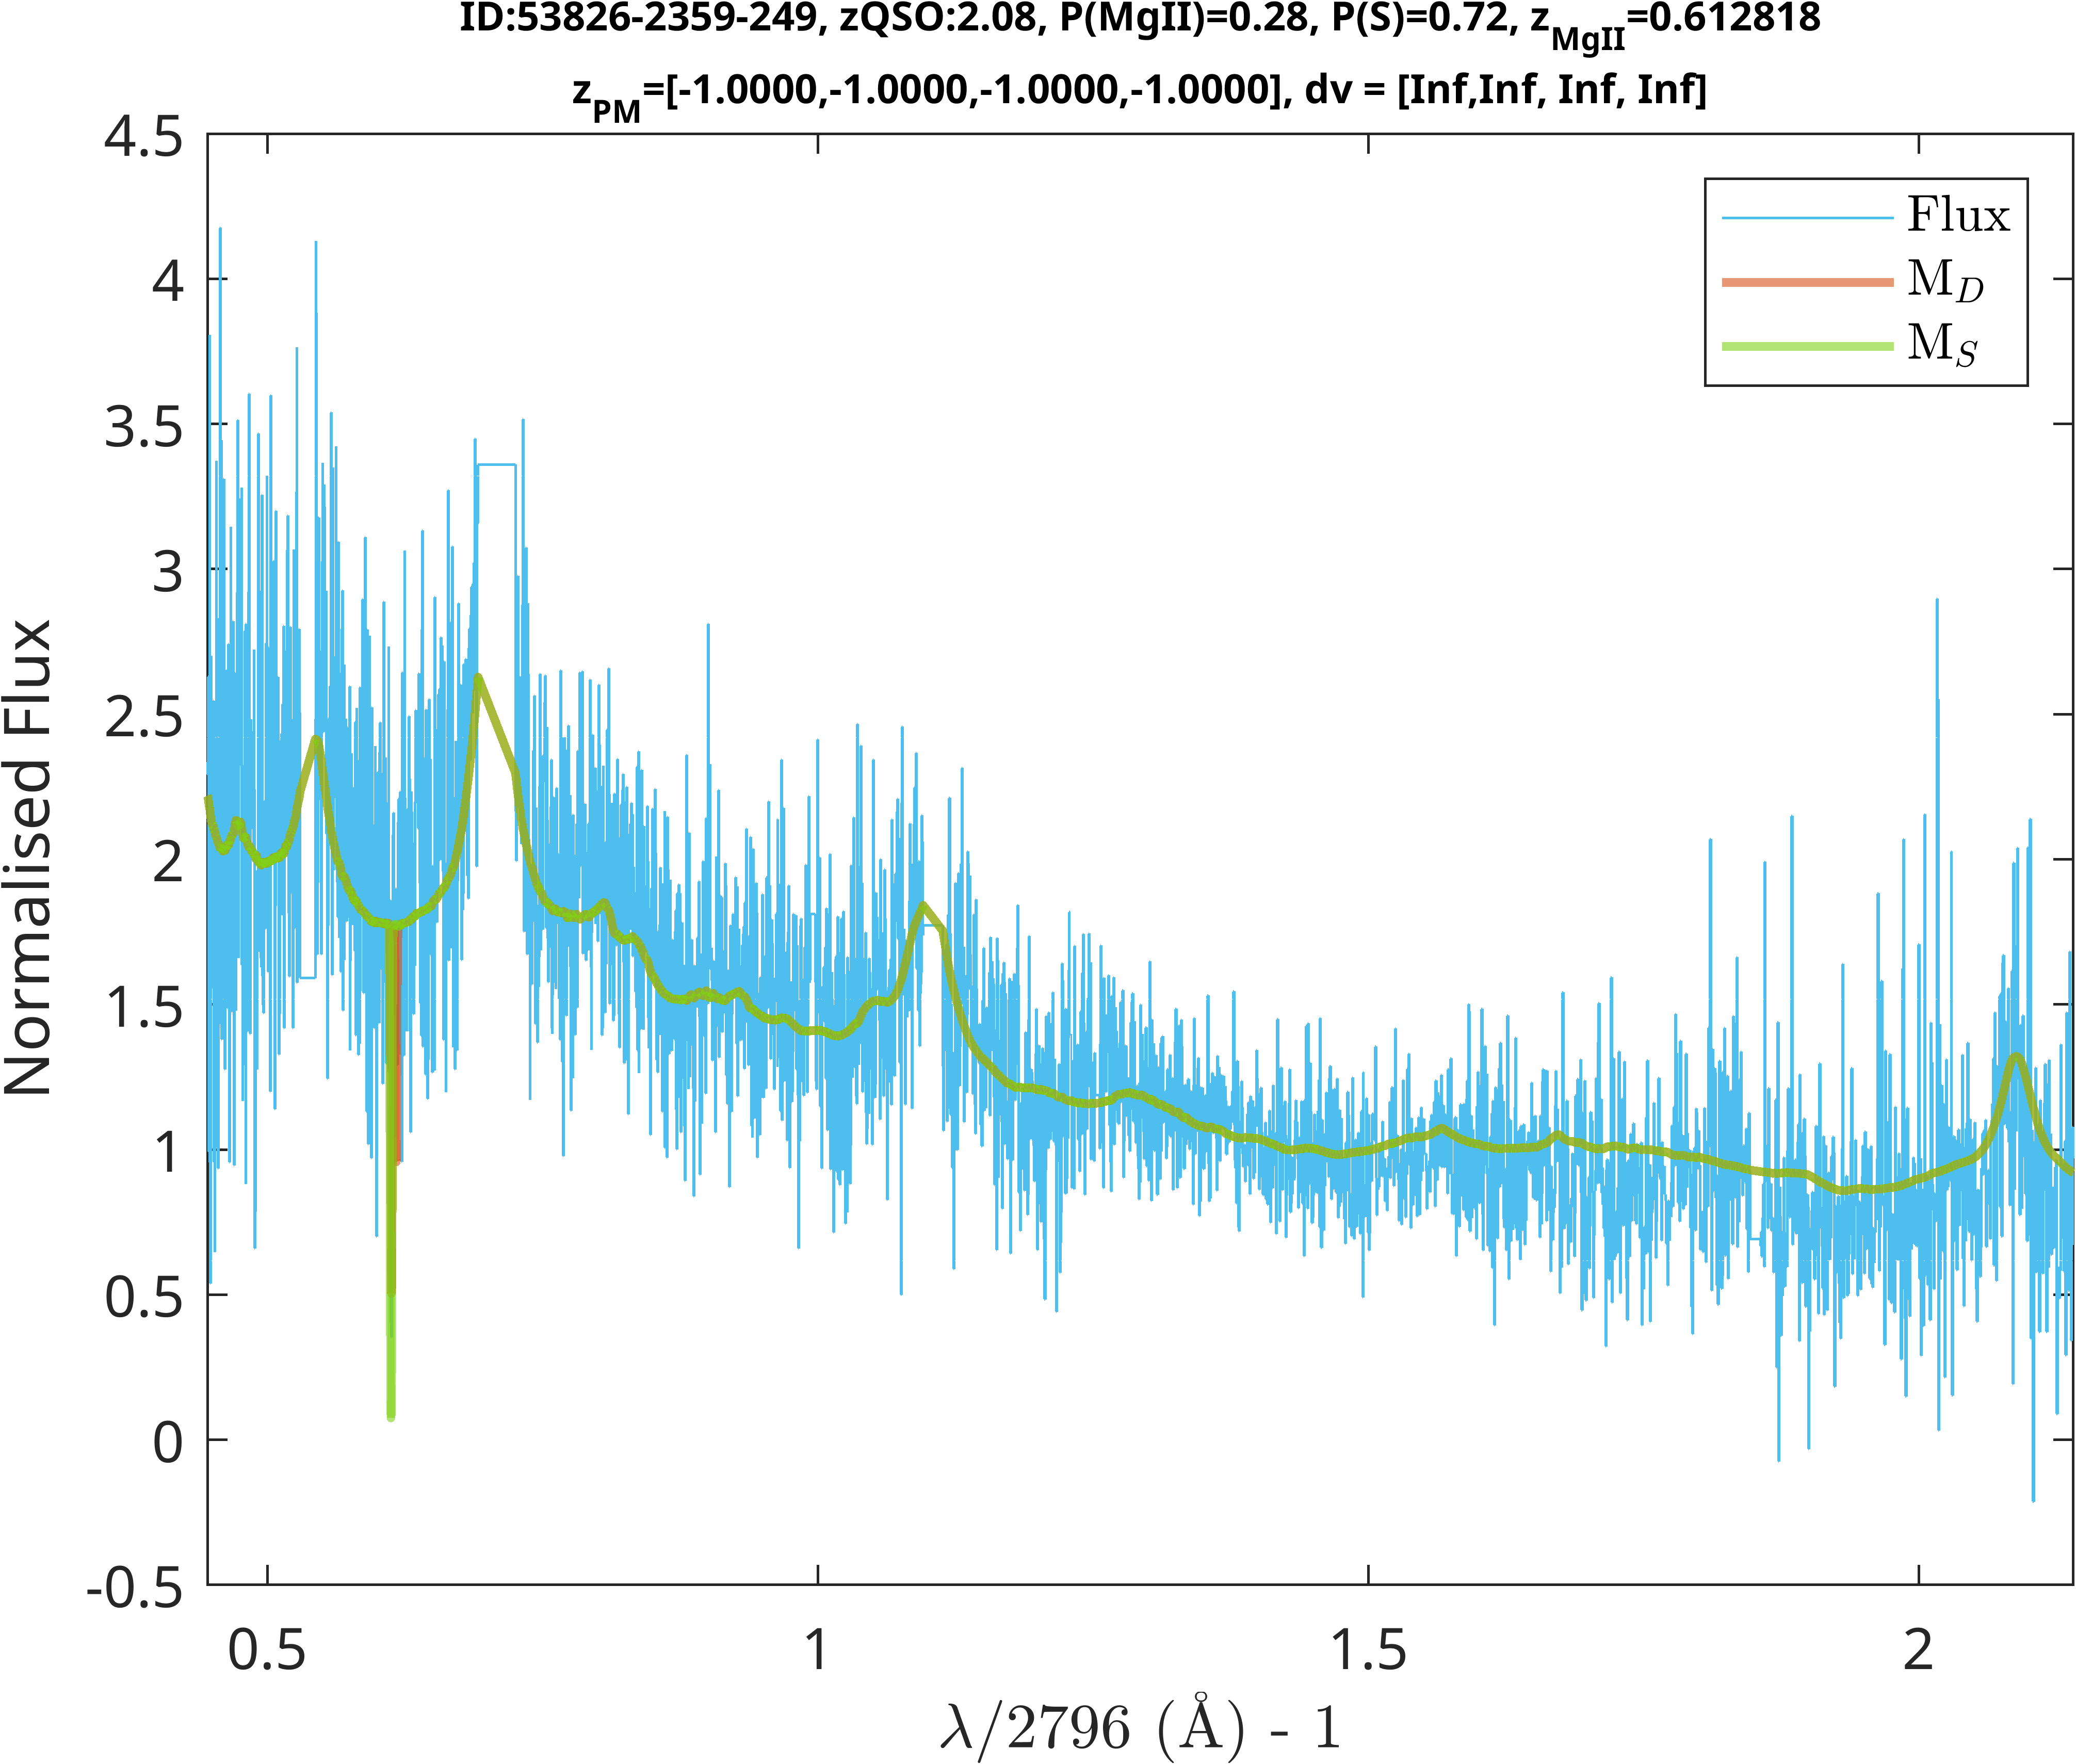 ID:53826-2359-249, zQSO:2.08, P(MgII)=0.28, P(S)=0.72, zMgII=0.612818
zPM=[-1.0000,-1.0000,-1.0000,-1.0000], dv = [Inf,Inf, Inf, Inf]
4.5
4
3.5
3
2.5
2
1.5
1
0.5
0
-0.5
Normalised Flux
Flux
MD
MS
0.5 1 1.5 2
λ/2796 (Å) - 1